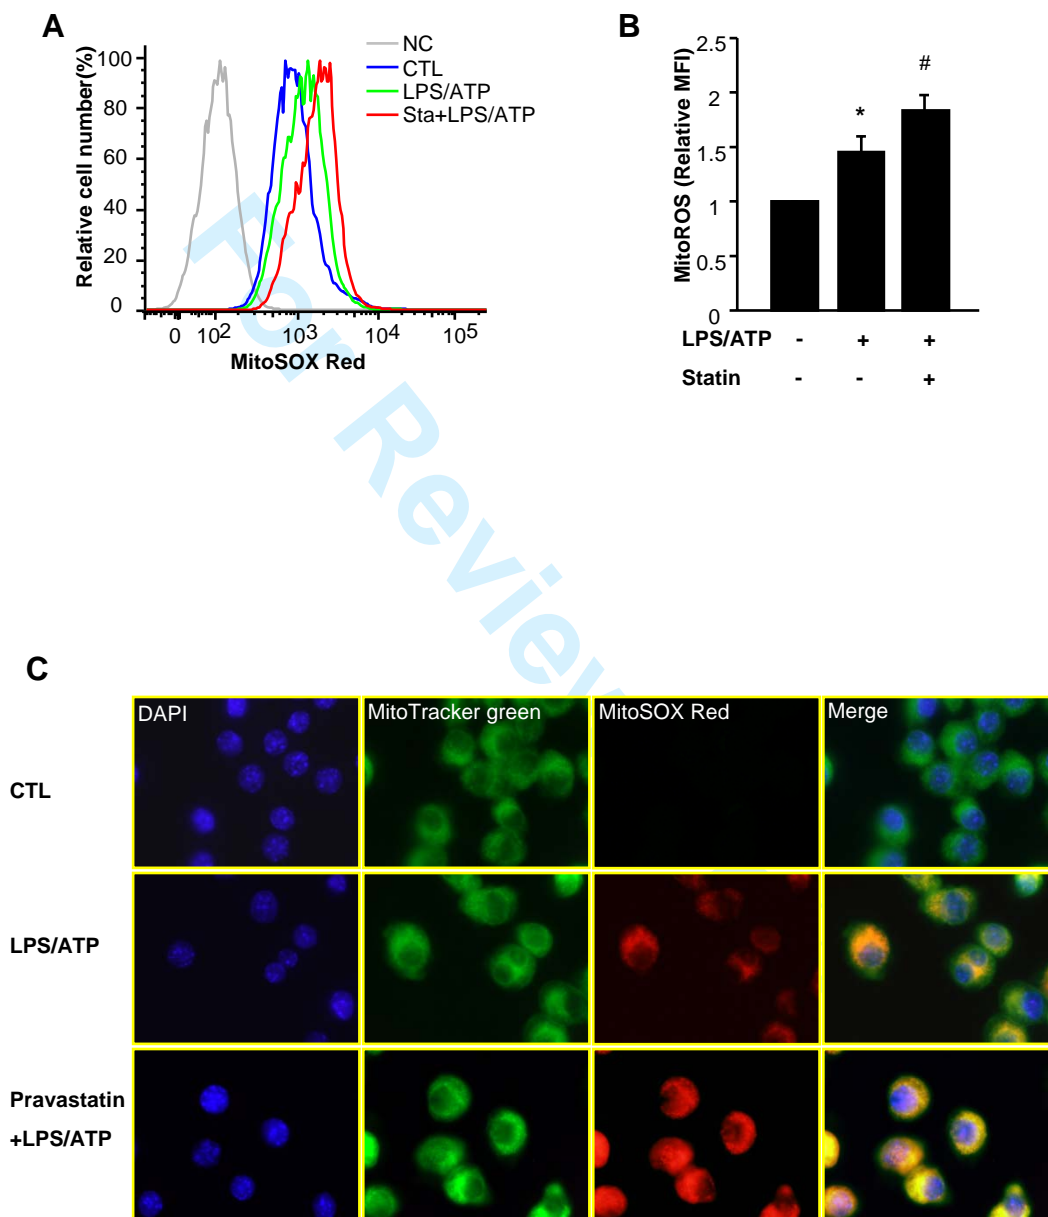 A
NC
CTL
LPS/ATP
Sta+LPS/ATP
Relative cell number(%)
100
80
60
40
20
0
0 10² 10³ 10⁴ 10⁵
MitoSOX Red
B
MitoROS (Relative MFI)
2.5
2
1.5
1
0.5
0
* #
LPS/ATP - + +
Statin - - +
For Review
C
DAPI MitoTracker green MitoSOX Red Merge
CTL
LPS/ATP
Pravastatin
+LPS/ATP